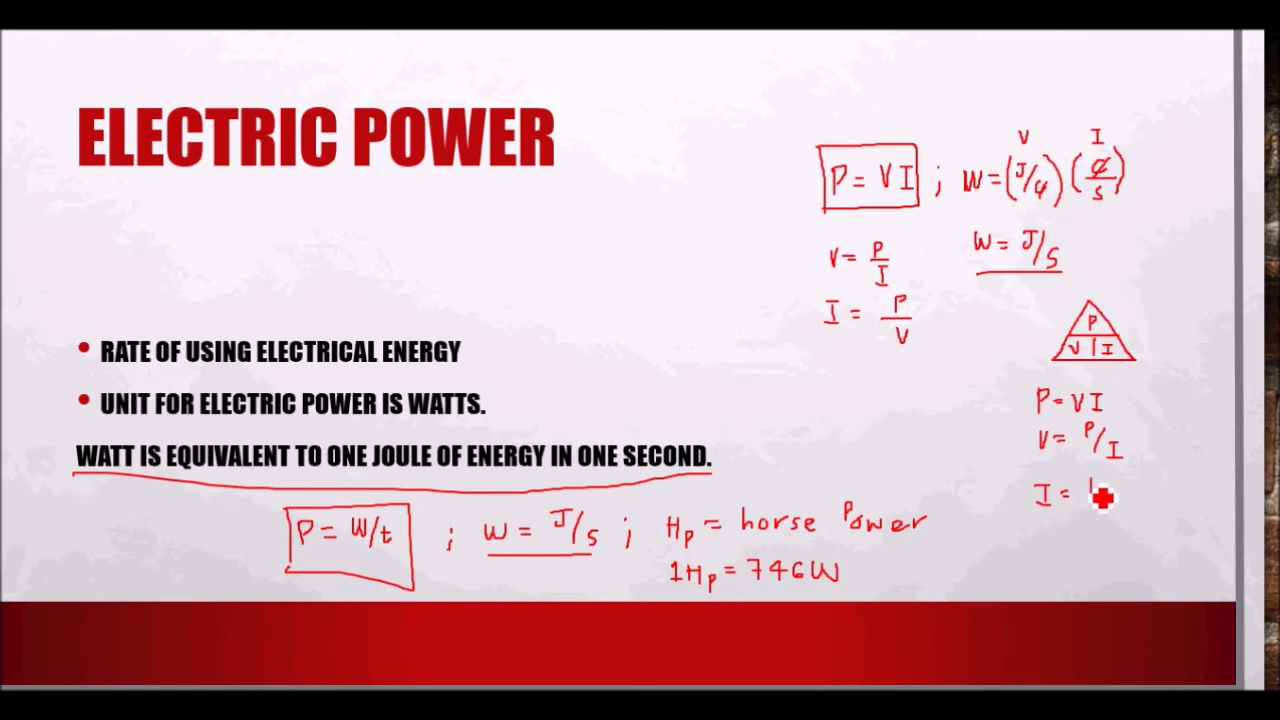 ELECTRIC POWER
V I
P = VI ; W = (J/C) (C/S)
V = P/I
W = J/S
I = P/V
P
V | I
• RATE OF USING ELECTRICAL ENERGY
• UNIT FOR ELECTRIC POWER IS WATTS.
WATT IS EQUIVALENT TO ONE JOULE OF ENERGY IN ONE SECOND.
P = VI
V = P/I
I =
P = W/t ; W = J/S ; Hp = horse Power
1Hp = 746W